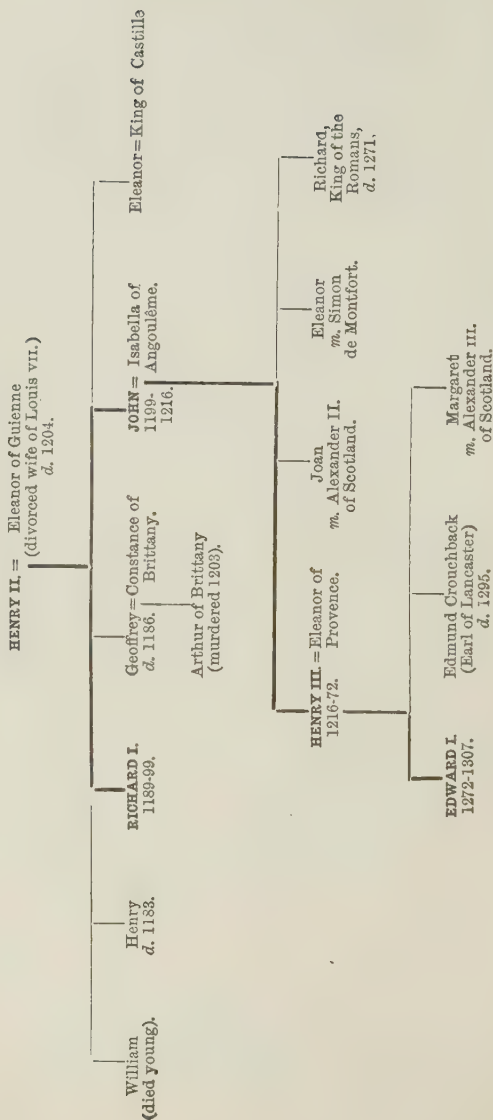 HENRY II. = Eleanor of Guienne
(divorced wife of Louis VII.)
d. 1204.
William
(died young).
Henry
d. 1183.
RICHARD I.
1189-99.
Geoffrey = Constance of
d. 1186. Brittany.
JOHN = Isabella of
1199- Angoulême.
1216.
Eleanor = King of Castille
Arthur of Brittany
(murdered 1203).
HENRY III. = Eleanor of
1216-72. Provence.
Joan
m. Alexander II.
of Scotland.
Eleanor
m. Simon
de Montfort.
Richard,
King of the
Romans,
d. 1271.
EDWARD I.
1272-1307.
Edmund Crouchback
(Earl of Lancaster)
d. 1295.
Margaret
m. Alexander III.
of Scotland.